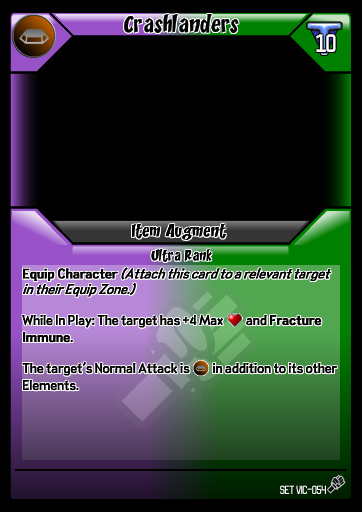 Crashlanders
10
Item Augment
Ultra Rank
Equip Character (Attach this card to a relevant target
in their Equip Zone.)
While In Play: The target has +4 Max and Fracture
Immune.
The target's Normal Attack is in addition to its other
Elements.
SET VIC-054